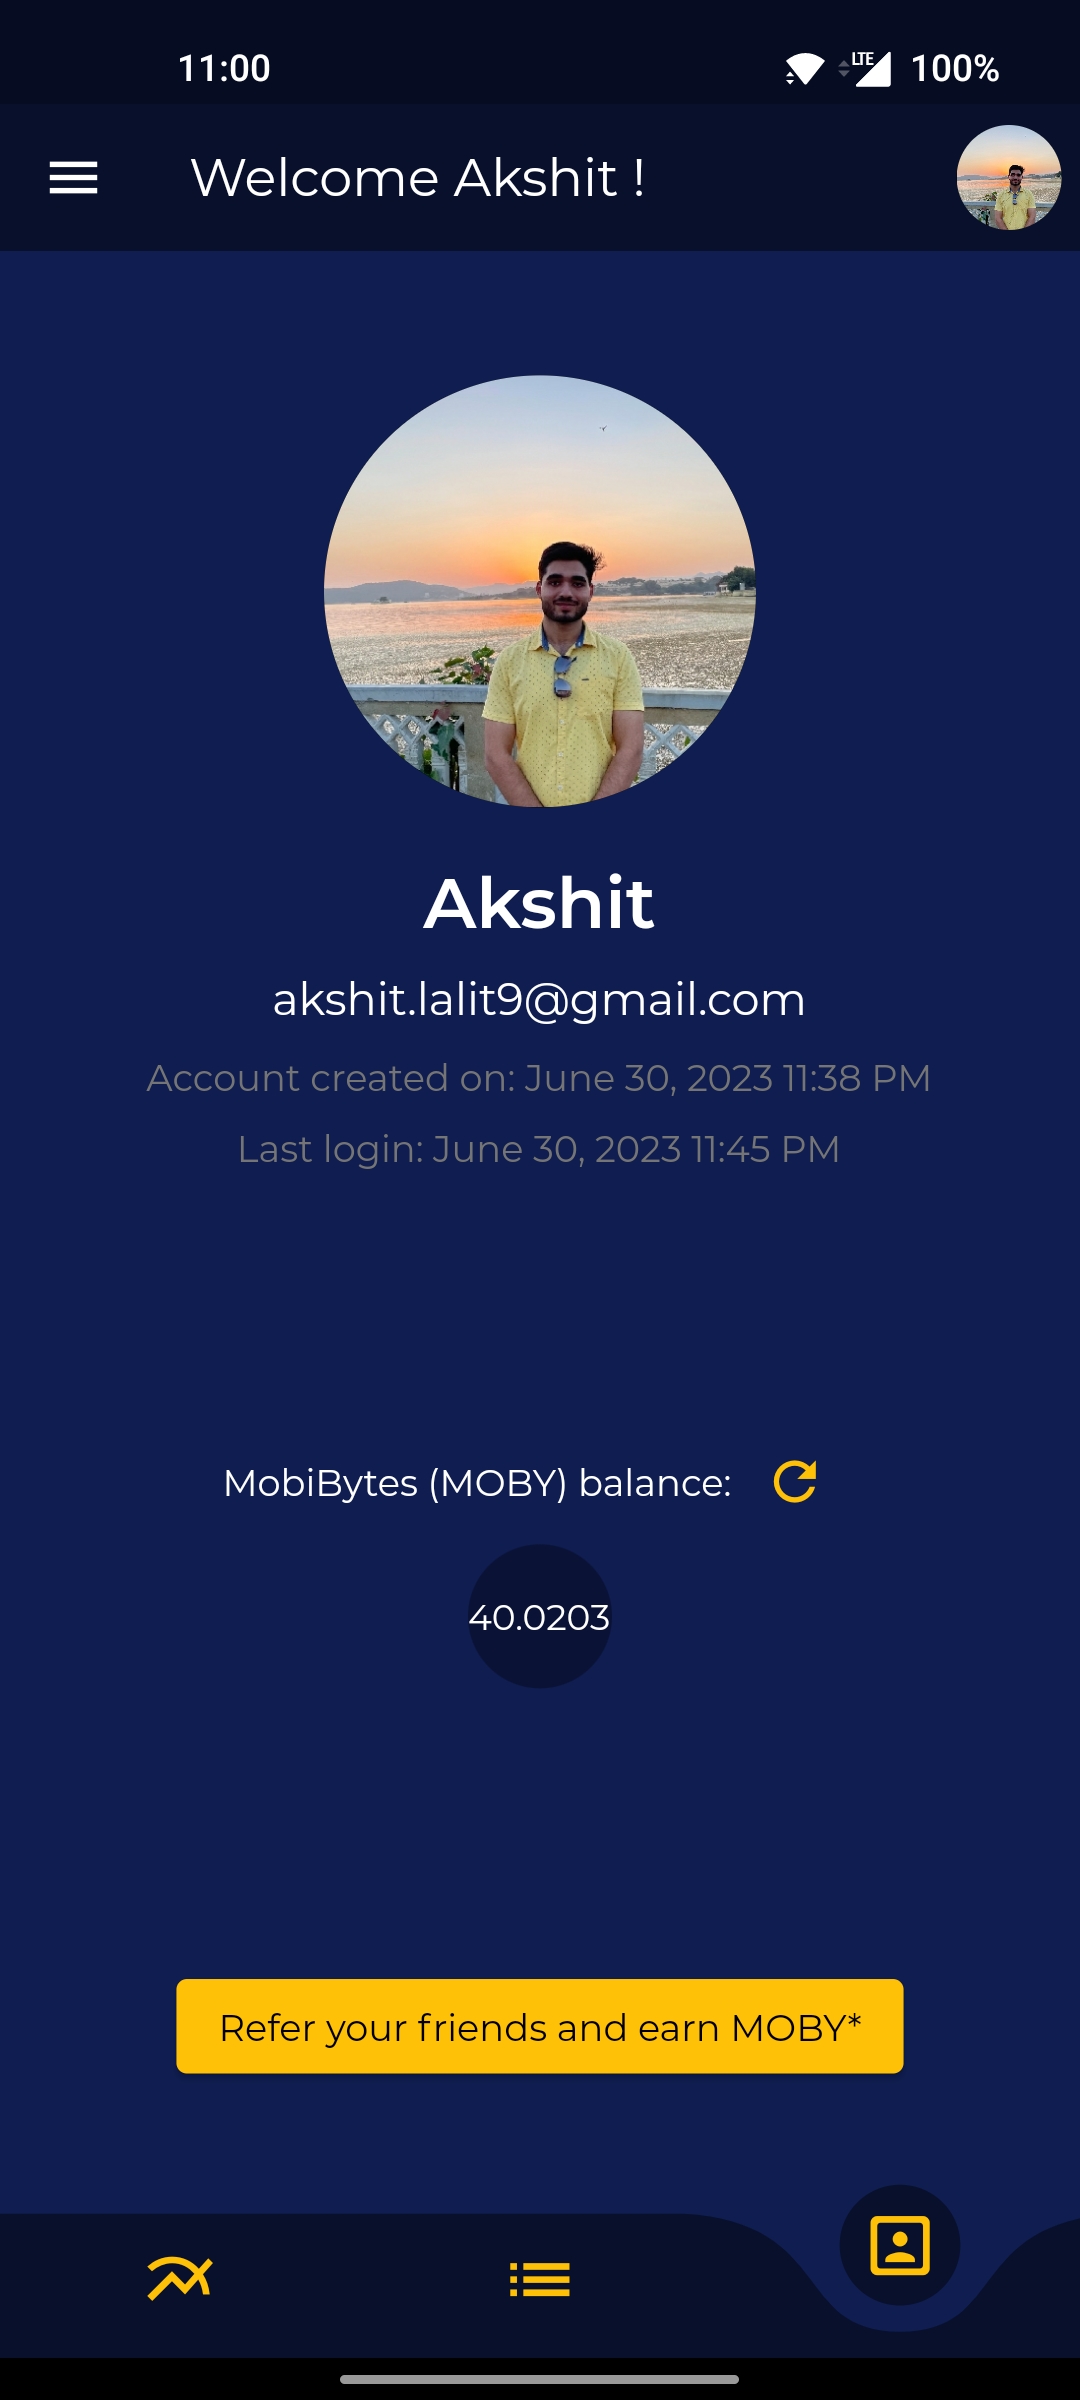 11:00 LTE 100%
Welcome Akshit !
Akshit
akshit.lalit9@gmail.com
Account created on: June 30, 2023 11:38 PM
Last login: June 30, 2023 11:45 PM
MobiBytes (MOBY) balance:
40.0203
Refer your friends and earn MOBY*